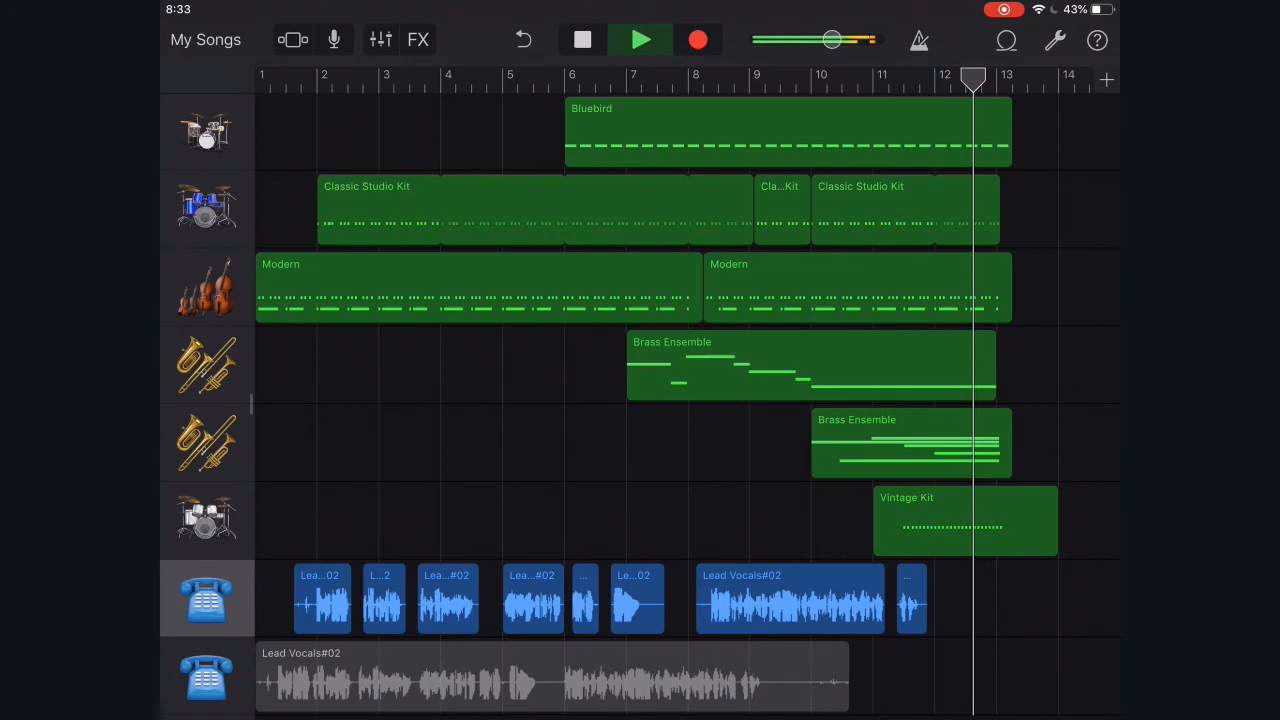 8:33
43%
My Songs
FX
1 2 3 4 5 6 7 8 9 10 11 12 13 14
Bluebird
Classic Studio Kit
Cla...Kit
Classic Studio Kit
Modern
Modern
Brass Ensemble
Brass Ensemble
Vintage Kit
Lea...02
L...2
Lea...#02
Lea...#02
...
Le...02
Lead Vocals#02
...
Lead Vocals#02